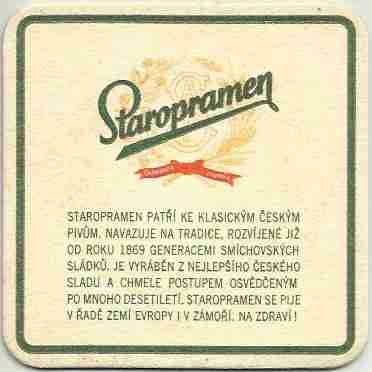 Staropramen
STAROPRAMEN PATŘÍ KE KLASICKÝM ČESKÝM
PIVŮM. NAVAZUJE NA TRADICE, ROZVÍJENÉ JIŽ
OD ROKU 1869 GENERACEMI SMÍCHOVSKÝCH
SLÁDKŮ. JE VYRÁBĚN Z NEJLEPŠÍHO ČESKÉHO
SLADU A CHMELE POSTUPEM OSVĚDČENÝM
PO MNOHO DESETILETÍ. STAROPRAMEN SE PIJE
V ŘADĚ ZEMÍ EVROPY I V ZÁMOŘÍ. NA ZDRAVÍ !